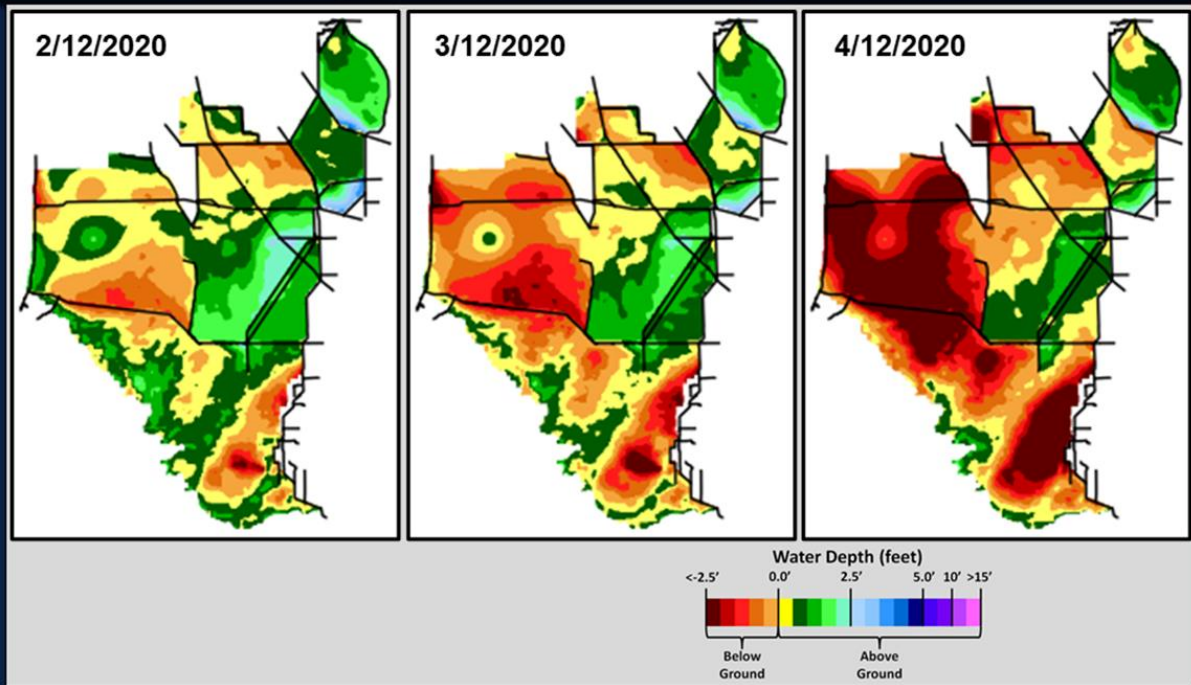 2/12/2020
3/12/2020
4/12/2020
Water Depth (feet)
<-2.5' 0.0' 2.5' 5.0' 10' >15'
Below Above
Ground Ground